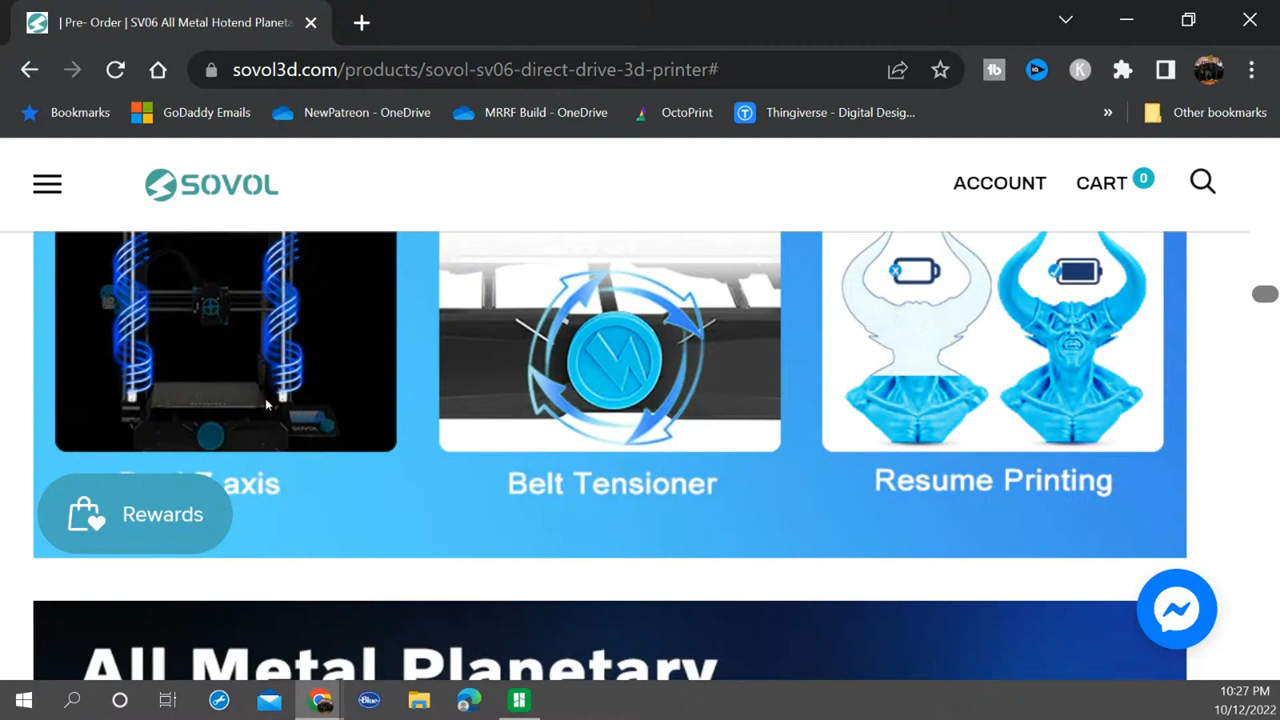 | Pre- Order | SV06 All Metal Hotend Planeta
sovol3d.com/products/sovol-sv06-direct-drive-3d-printer#
Bookmarks GoDaddy Emails NewPatreon - OneDrive MRRF Build - OneDrive OctoPrint Thingiverse - Digital Desig... » Other bookmarks
SOVOL ACCOUNT CART 0
axis Belt Tensioner Resume Printing
Rewards
All Metal Planetary
10:27 PM
10/12/2022